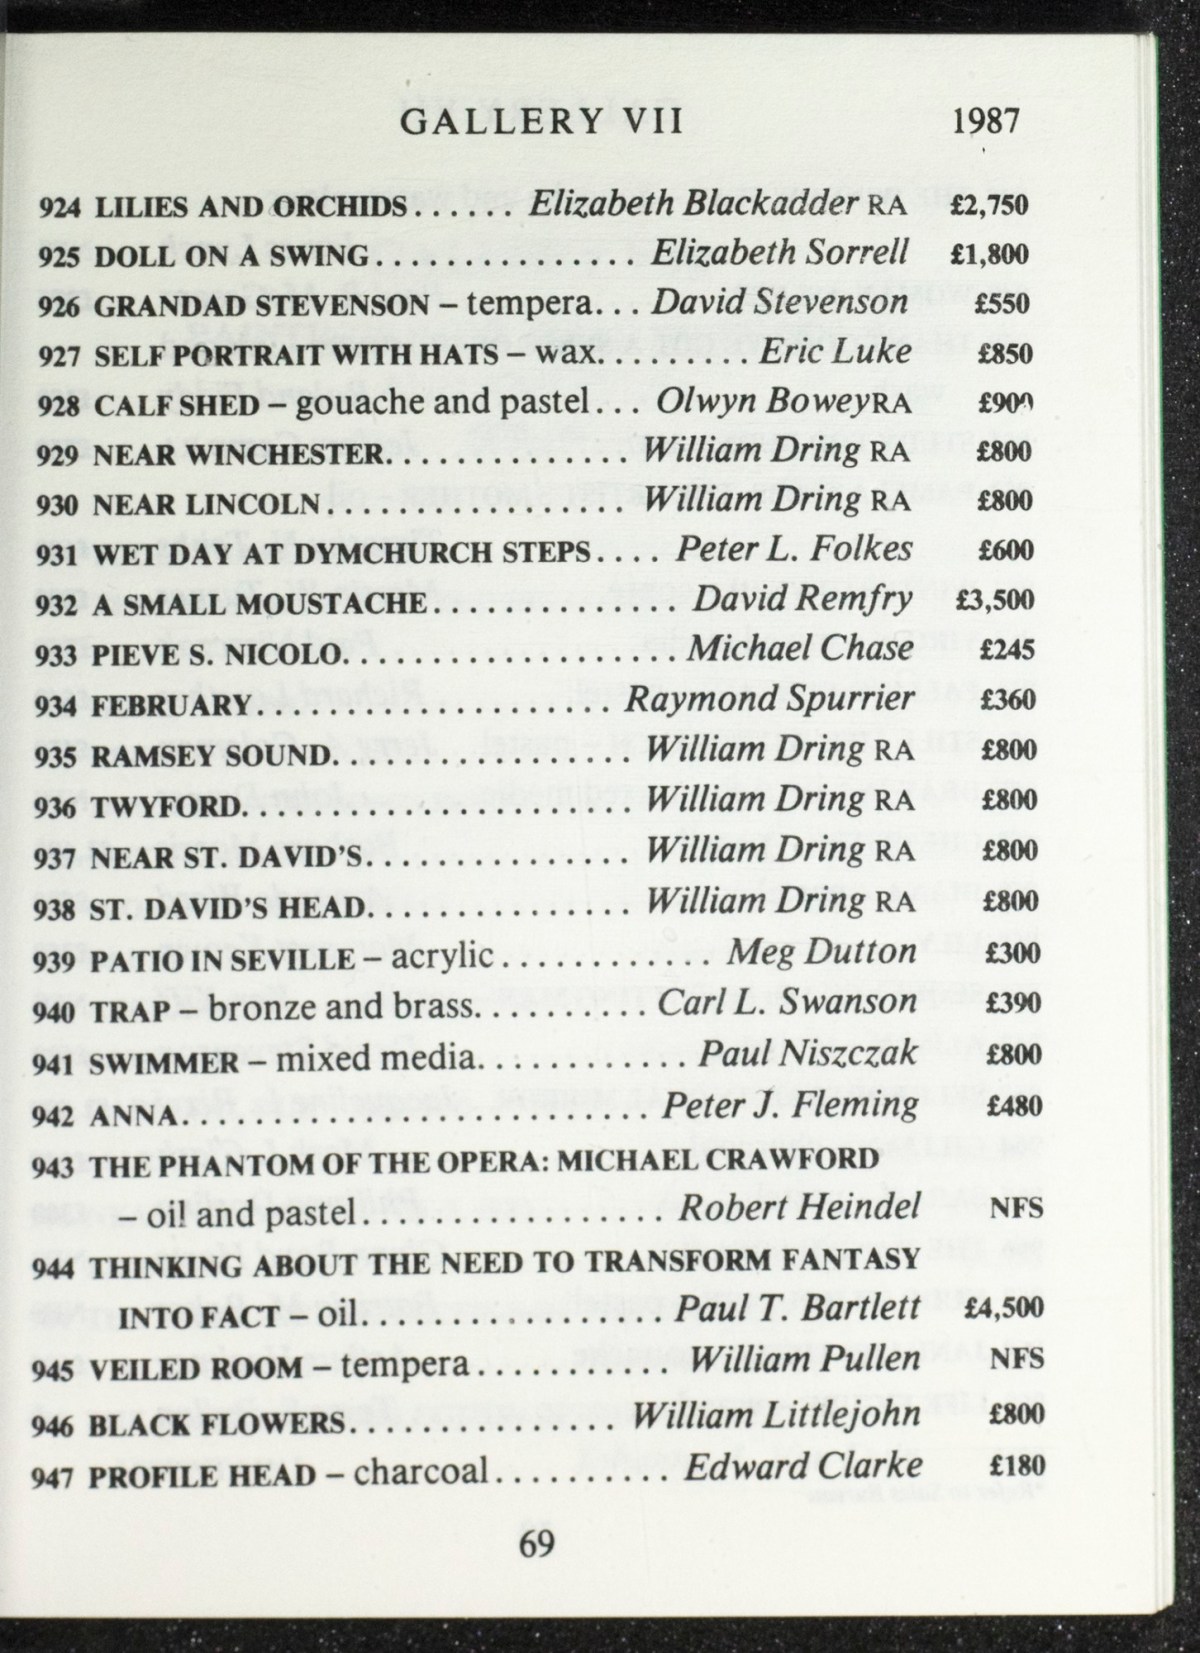 GALLERY VII 1987
924 LILIES AND ORCHIDS...... Elizabeth Blackadder RA £2,750
925 DOLL ON A SWING............... Elizabeth Sorrell £1,800
926 GRANDAD STEVENSON – tempera... David Stevenson £550
927 SELF PORTRAIT WITH HATS – wax......... Eric Luke £850
928 CALF SHED – gouache and pastel... Olwyn Bowey RA £900
929 NEAR WINCHESTER.............. William Dring RA £800
930 NEAR LINCOLN.................. William Dring RA £800
931 WET DAY AT DYMCHURCH STEPS.... Peter L. Folkes £600
932 A SMALL MOUSTACHE............... David Remfry £3,500
933 PIEVE S. NICOLO.................... Michael Chase £245
934 FEBRUARY..................... Raymond Spurrier £360
935 RAMSEY SOUND.................. William Dring RA £800
936 TWYFORD........................ William Dring RA £800
937 NEAR ST. DAVID'S................ William Dring RA £800
938 ST. DAVID'S HEAD................ William Dring RA £800
939 PATIO IN SEVILLE – acrylic............. Meg Dutton £300
940 TRAP – bronze and brass.......... Carl L. Swanson £390
941 SWIMMER – mixed media............. Paul Niszczak £800
942 ANNA............................ Peter J. Fleming £480
943 THE PHANTOM OF THE OPERA: MICHAEL CRAWFORD
– oil and pastel.................. Robert Heindel NFS
944 THINKING ABOUT THE NEED TO TRANSFORM FANTASY
INTO FACT – oil.................. Paul T. Bartlett £4,500
945 VEILED ROOM – tempera............ William Pullen NFS
946 BLACK FLOWERS................ William Littlejohn £800
947 PROFILE HEAD – charcoal........... Edward Clarke £180
69